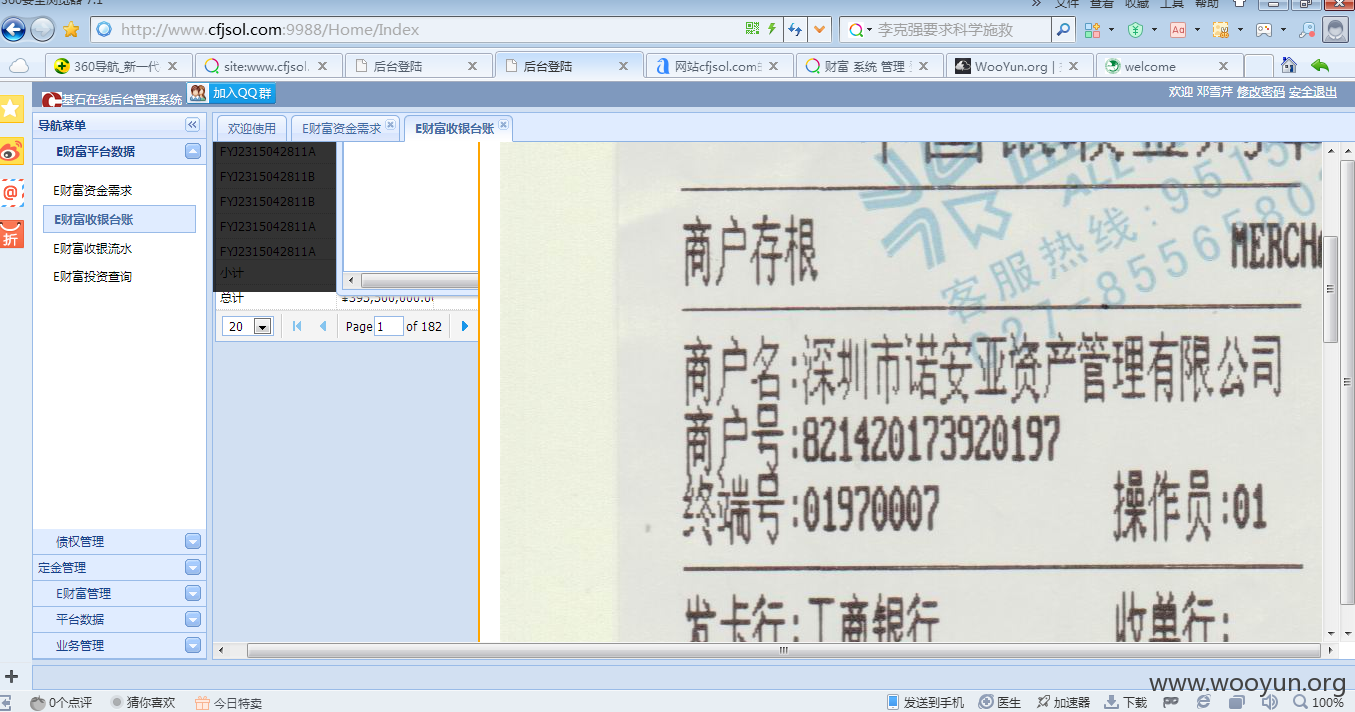 360安全浏览器 7.1
» 文件 查看 收藏 工具 帮助
http://www.cfjsol.com:9988/Home/Index
李克强要求科学施救
360导航_新一代
site:www.cfjsol.
后台登陆
后台登陆
网站cfjsol.com
财富 系统 管理
WooYun.org |
welcome
基石在线后台管理系统
加入QQ群
欢迎 邓雪芹 修改密码 安全退出
导航菜单
欢迎使用
E财富资金需求
E财富收银台账
E财富平台数据
E财富资金需求
E财富收银台账
E财富收银流水
E财富投资查询
债权管理
定金管理
E财富管理
平台数据
业务管理
FYJ2315042811A
FYJ2315042811B
FYJ2315042811B
FYJ2315042811A
FYJ2315042811A
小计
总计
20
Page 1 of 182
商户存根
MERCH
客服热线:9515
027-85565802
商户名:深圳市诺安亚资产管理有限公司
商户号:821420173920197
终端号:01970007
操作员:01
发卡行:工商银行
收单行:
www.wooyun.org
0个点评
猜你喜欢
今日特卖
发送到手机
医生
加速器
下载
100%